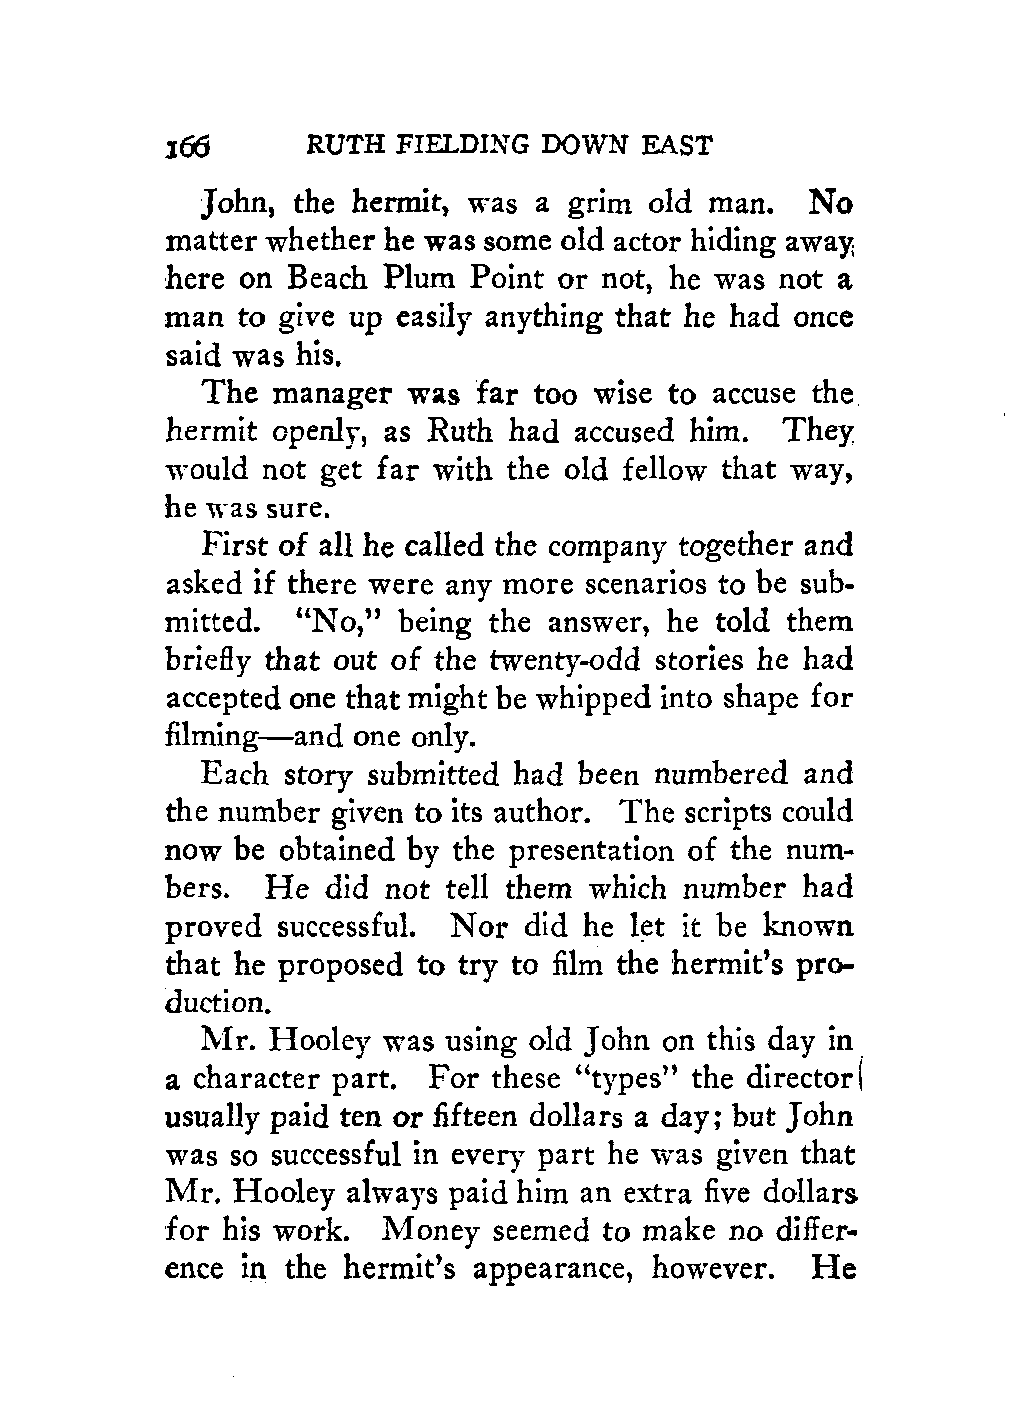 166 RUTH FIELDING DOWN EAST
John, the hermit, was a grim old man. No
matter whether he was some old actor hiding away
here on Beach Plum Point or not, he was not a
man to give up easily anything that he had once
said was his.
The manager was far too wise to accuse the
hermit openly, as Ruth had accused him. They
would not get far with the old fellow that way,
he was sure.
First of all he called the company together and
asked if there were any more scenarios to be sub-
mitted. “No,” being the answer, he told them
briefly that out of the twenty-odd stories he had
accepted one that might be whipped into shape for
filming—and one only.
Each story submitted had been numbered and
the number given to its author. The scripts could
now be obtained by the presentation of the num-
bers. He did not tell them which number had
proved successful. Nor did he let it be known
that he proposed to try to film the hermit's pro-
duction.
Mr. Hooley was using old John on this day in
a character part. For these “types” the director
usually paid ten or fifteen dollars a day; but John
was so successful in every part he was given that
Mr. Hooley always paid him an extra five dollars
for his work. Money seemed to make no differ-
ence in the hermit's appearance, however. He